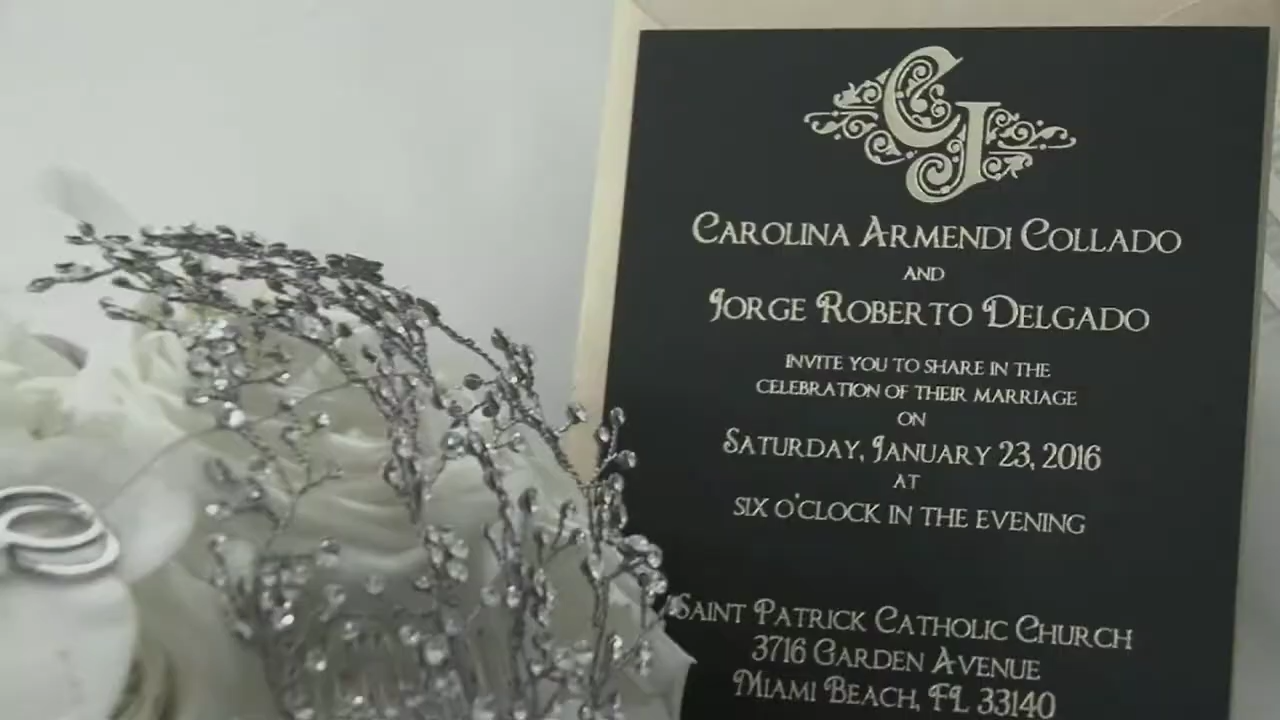 CJ
CAROLINA ARMENDI COLLADO
AND
JORGE ROBERTO DELGADO
INVITE YOU TO SHARE IN THE
CELEBRATION OF THEIR MARRIAGE
ON
SATURDAY, JANUARY 23, 2016
AT
SIX O'CLOCK IN THE EVENING
SAINT PATRICK CATHOLIC CHURCH
3716 GARDEN AVENUE
MIAMI BEACH, FL 33140